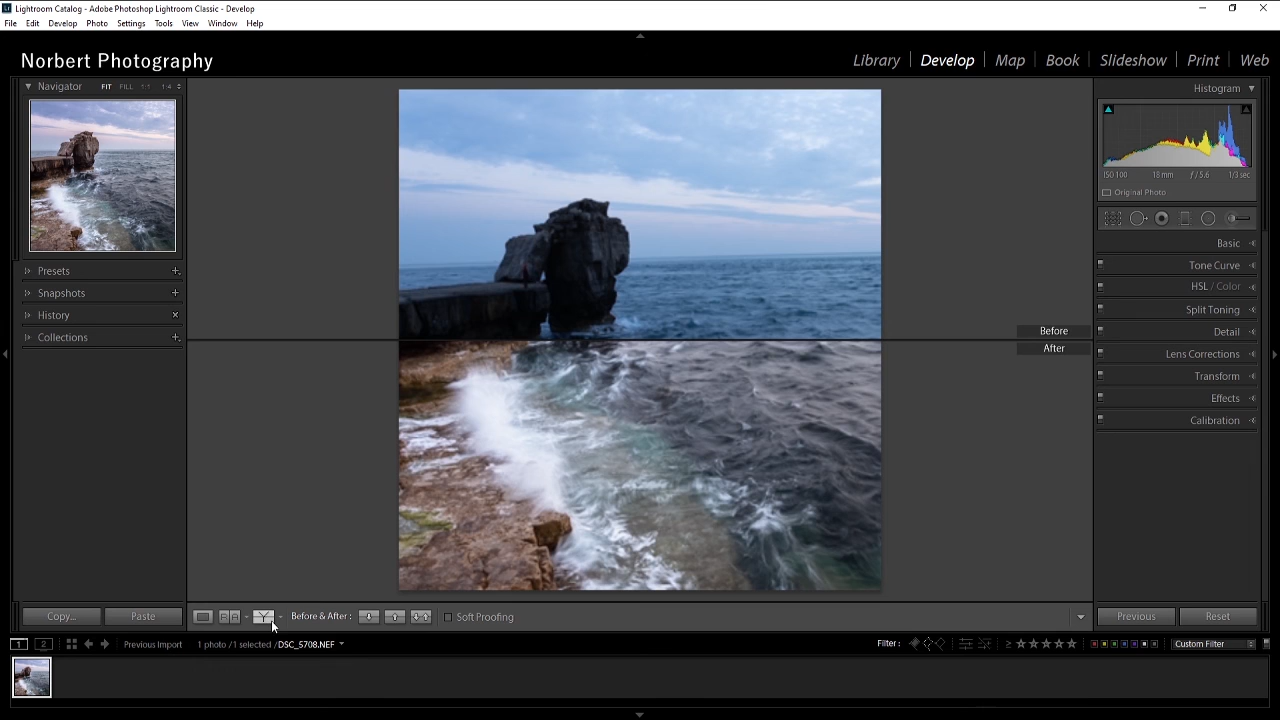 Lightroom Catalog - Adobe Photoshop Lightroom Classic - Develop
File Edit Develop Photo Settings Tools View Window Help
Norbert Photography
Library Develop Map Book Slideshow Print Web
Navigator FIT FILL 1:1 1:4
Histogram
ISO 100 18 mm ƒ / 5.6 1/3 sec
Original Photo
Presets
Snapshots
History
Collections
Basic
Tone Curve
HSL / Color
Split Toning
Detail
Lens Corrections
Transform
Effects
Calibration
Before
After
Copy... Paste
Before & After : Soft Proofing
Previous Reset
1 2 Previous Import 1 photo /1 selected /DSC_5708.NEF
Filter : Custom Filter